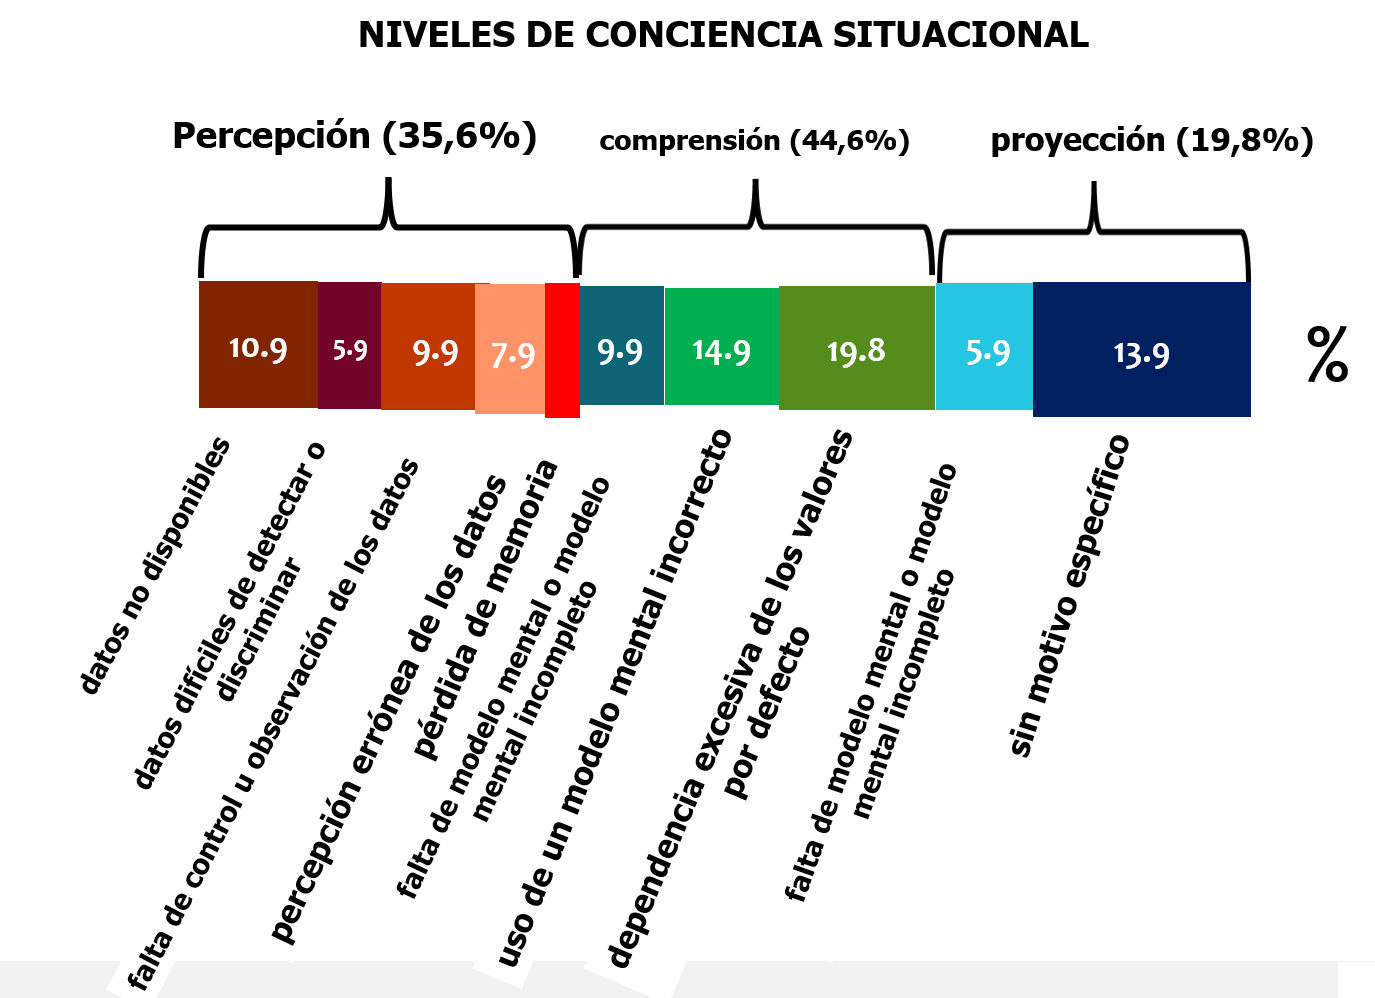 NIVELES DE CONCIENCIA SITUACIONAL
Percepción (35,6%)
comprensión (44,6%)
proyección (19,8%)
10.9
5.9
9.9
7.9
9.9
14.9
19.8
5.9
13.9
%
datos no disponibles
datos difíciles de detectar o
discriminar
falta de control u observación de los datos
percepción errónea de los datos
pérdida de memoria
falta de modelo mental o modelo
mental incompleto
uso de un modelo mental incorrecto
dependencia excesiva de los valores
por defecto
falta de modelo mental o modelo
mental incompleto
sin motivo específico